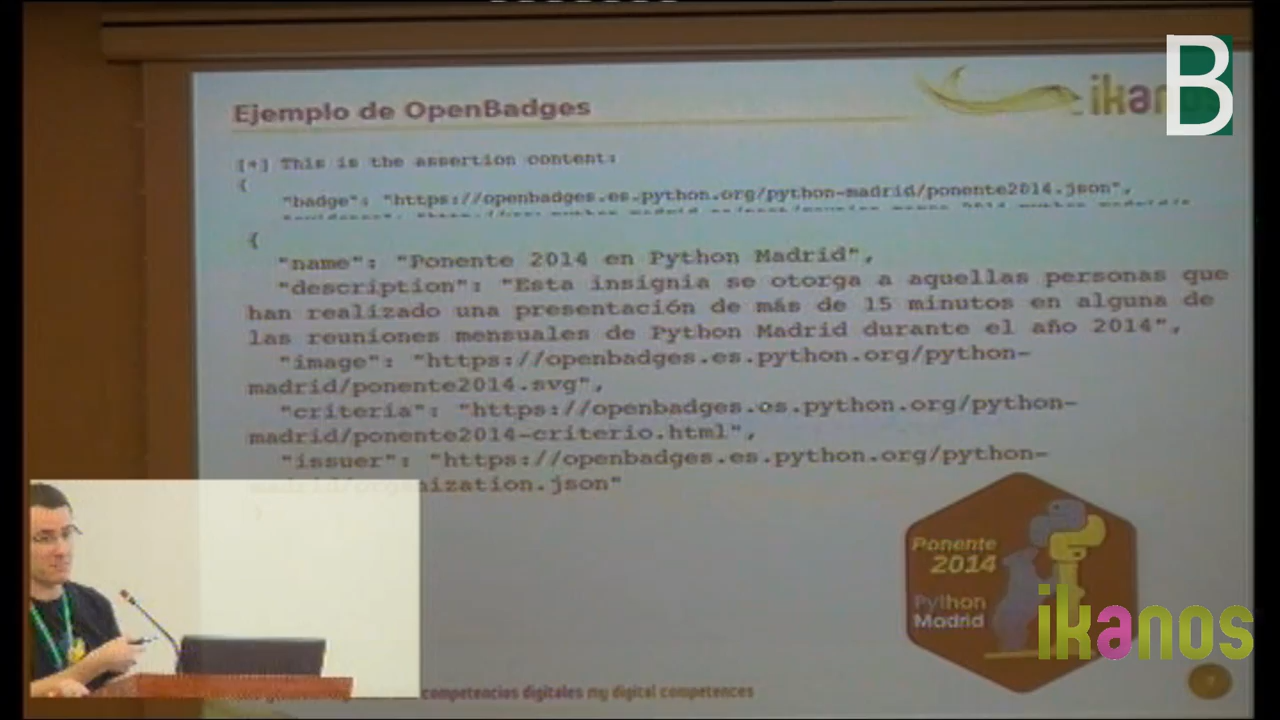 Ejemplo de OpenBadges
ikanos
B
[+] This is the assertion content:
{
"badge": "https://openbadges.es.python.org/python-madrid/ponente2014.json",
{
"name": "Ponente 2014 en Python Madrid",
"description": "Esta insignia se otorga a aquellas personas que
han realizado una presentación de más de 15 minutos en alguna de
las reuniones mensuales de Python Madrid durante el año 2014",
"image": "https://openbadges.es.python.org/python-
madrid/ponente2014.svg",
"criteria": "https://openbadges.es.python.org/python-
madrid/ponente2014-criterio.html",
"issuer": "https://openbadges.es.python.org/python-
madrid/organization.json"
Ponente
2014
Python
Madrid
ikanos
competencias digitales my digital competences